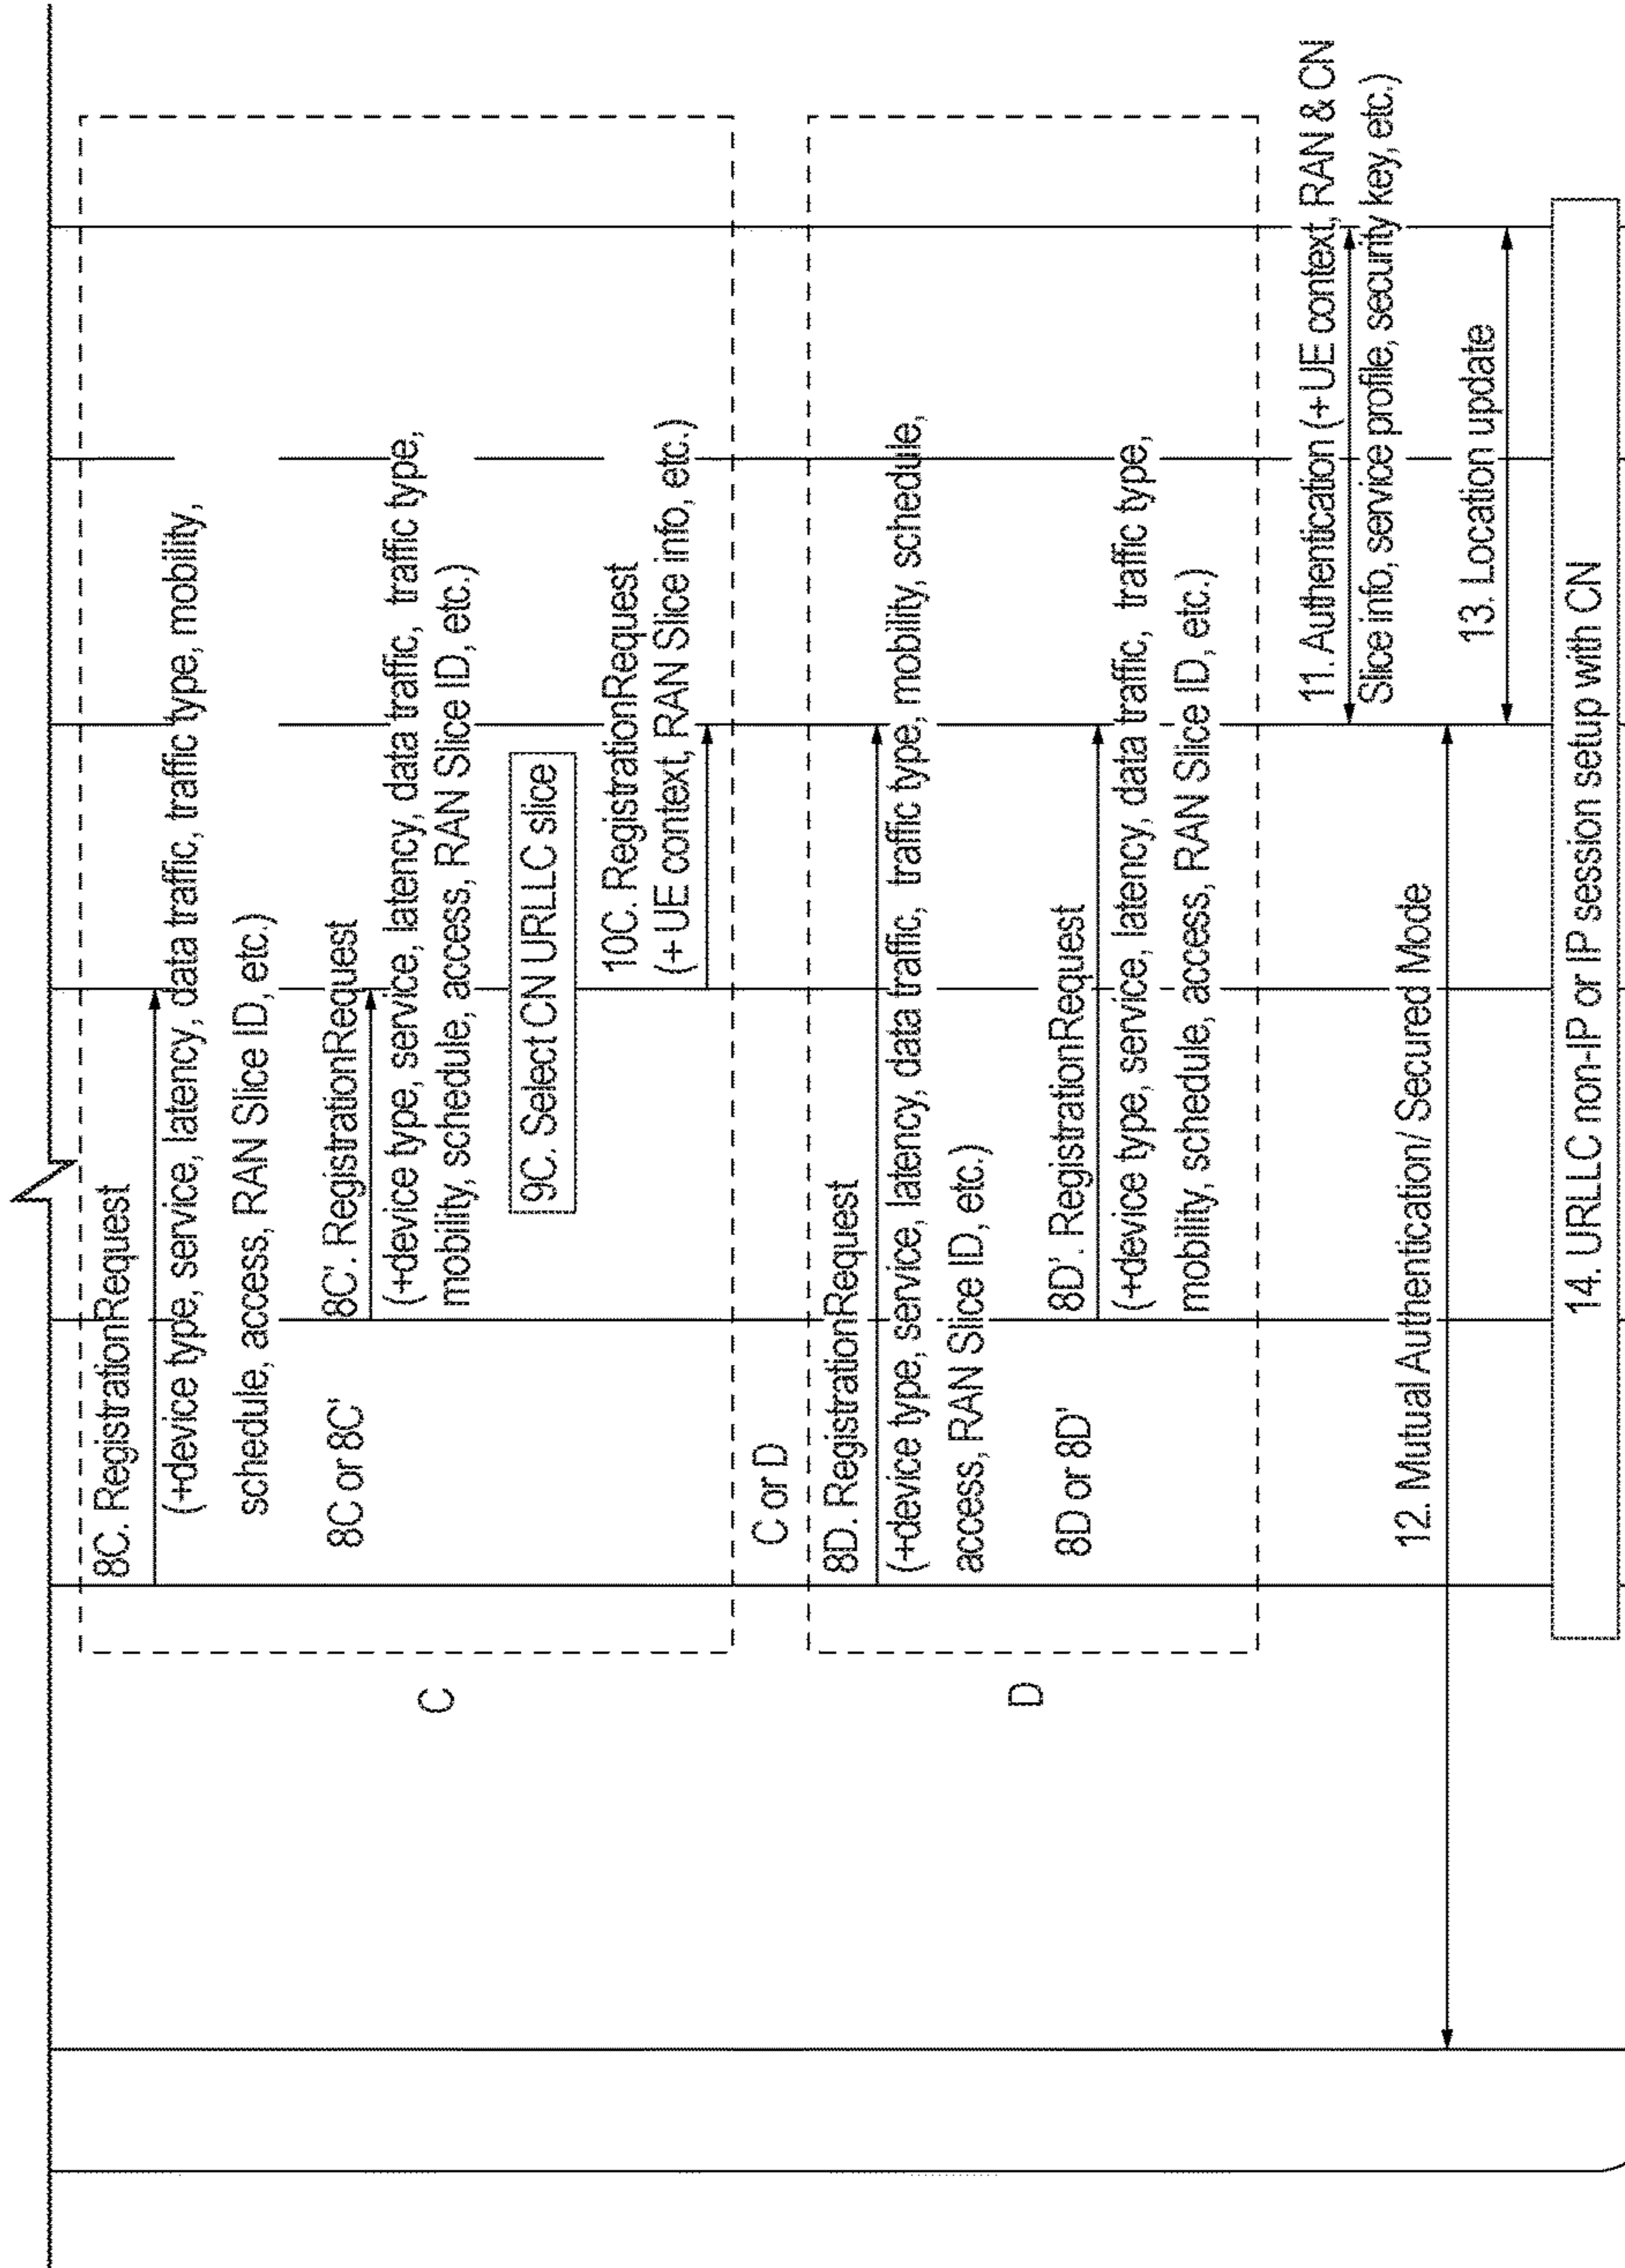 8C. RegistrationRequest
(+device type, service, latency, data traffic, traffic type, mobility,
schedule, access, RAN Slice ID, etc.)
8C or 8C'
8C'. RegistrationRequest
(+device type, service, latency, data traffic, traffic type,
mobility, schedule, access, RAN Slice ID, etc.)
9C. Select CN URLLC slice
10C. RegistrationRequest
(+ UE context, RAN Slice info, etc.)
C
C or D
8D. RegistrationRequest
(+device type, service, latency, data traffic, traffic type, mobility, schedule,
access, RAN Slice ID, etc.)
8D or 8D'
8D'. RegistrationRequest
(+device type, service, latency, data traffic, traffic type,
mobility, schedule, access, RAN Slice ID, etc.)
D
11. Authentication (+ UE context, RAN & CN
Slice info, service profile, security key, etc.)
12. Mutual Authentication/ Secured Mode
13. Location update
14. URLLC non-IP or IP session setup with CN